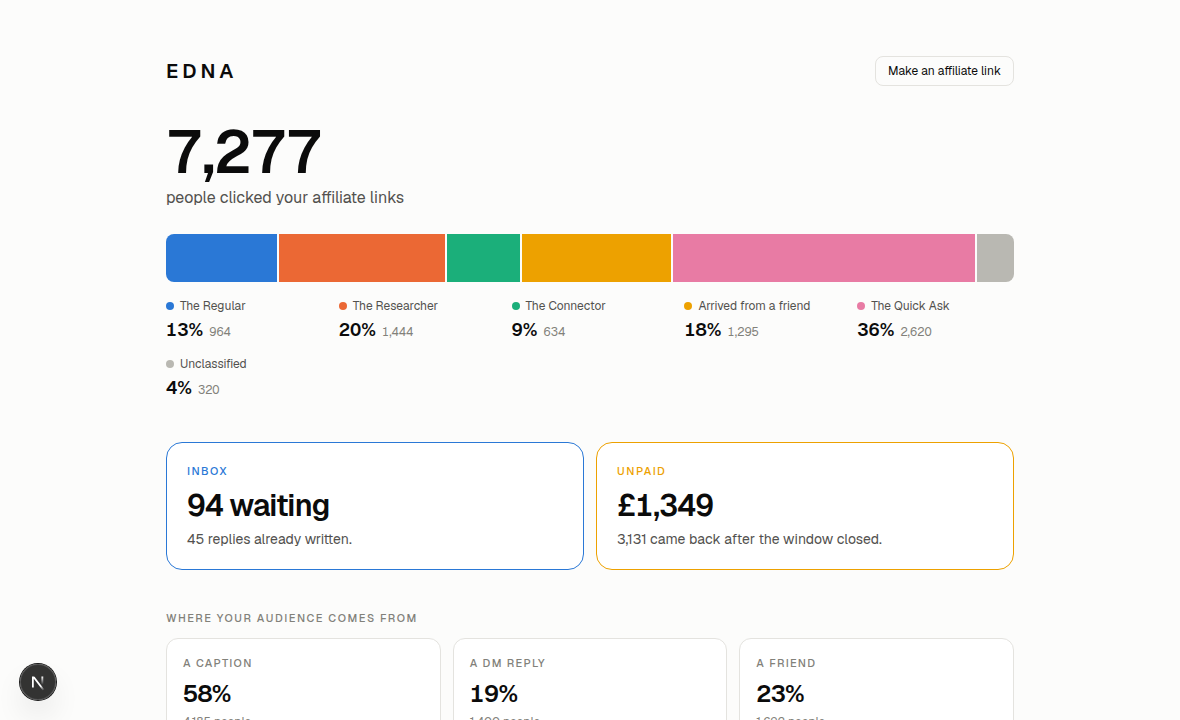 EDNA
Make an affiliate link
7,277
people clicked your affiliate links
The Regular
13% 964
The Researcher
20% 1,444
The Connector
9% 634
Arrived from a friend
18% 1,295
The Quick Ask
36% 2,620
Unclassified
4% 320
INBOX
94 waiting
45 replies already written.
UNPAID
£1,349
3,131 came back after the window closed.
WHERE YOUR AUDIENCE COMES FROM
A CAPTION
58%
A DM REPLY
19%
A FRIEND
23%
N